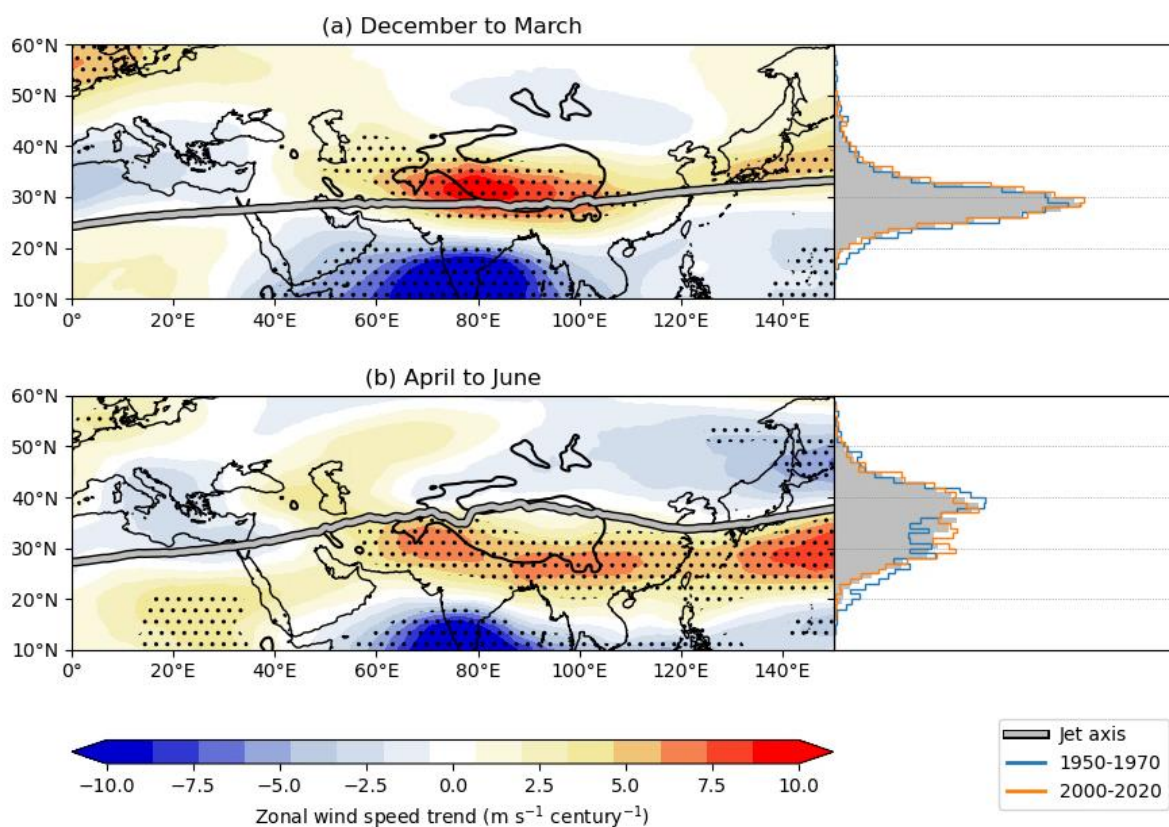 (a) December to March
60°N
50°N
40°N
30°N
20°N
10°N
0 20°E 40°E 60°E 80°E 100°E 120°E 140°E
(b) April to June
60°N
50°N
40°N
30°N
20°N
10°N
0 20°E 40°E 60°E 80°E 100°E 120°E 140°E
−10.0 −7.5 −5.0 −2.5 0.0 2.5 5.0 7.5 10.0
Zonal wind speed trend (m s⁻¹ century⁻¹)
Jet axis
1950-1970
2000-2020